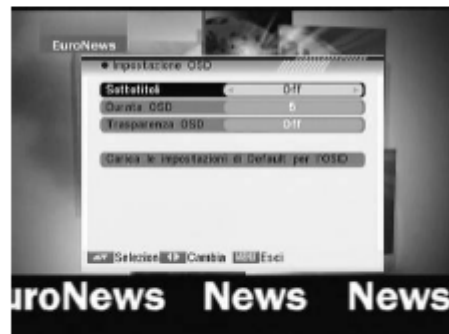 EuroNews
Impostazione OSD
Sottotitoli Off
Durata OSD 5
Trasparenza OSD Off
Carica le impostazioni di Default per l'OSD
Selezion Cambia MENU Esci
uroNews News News